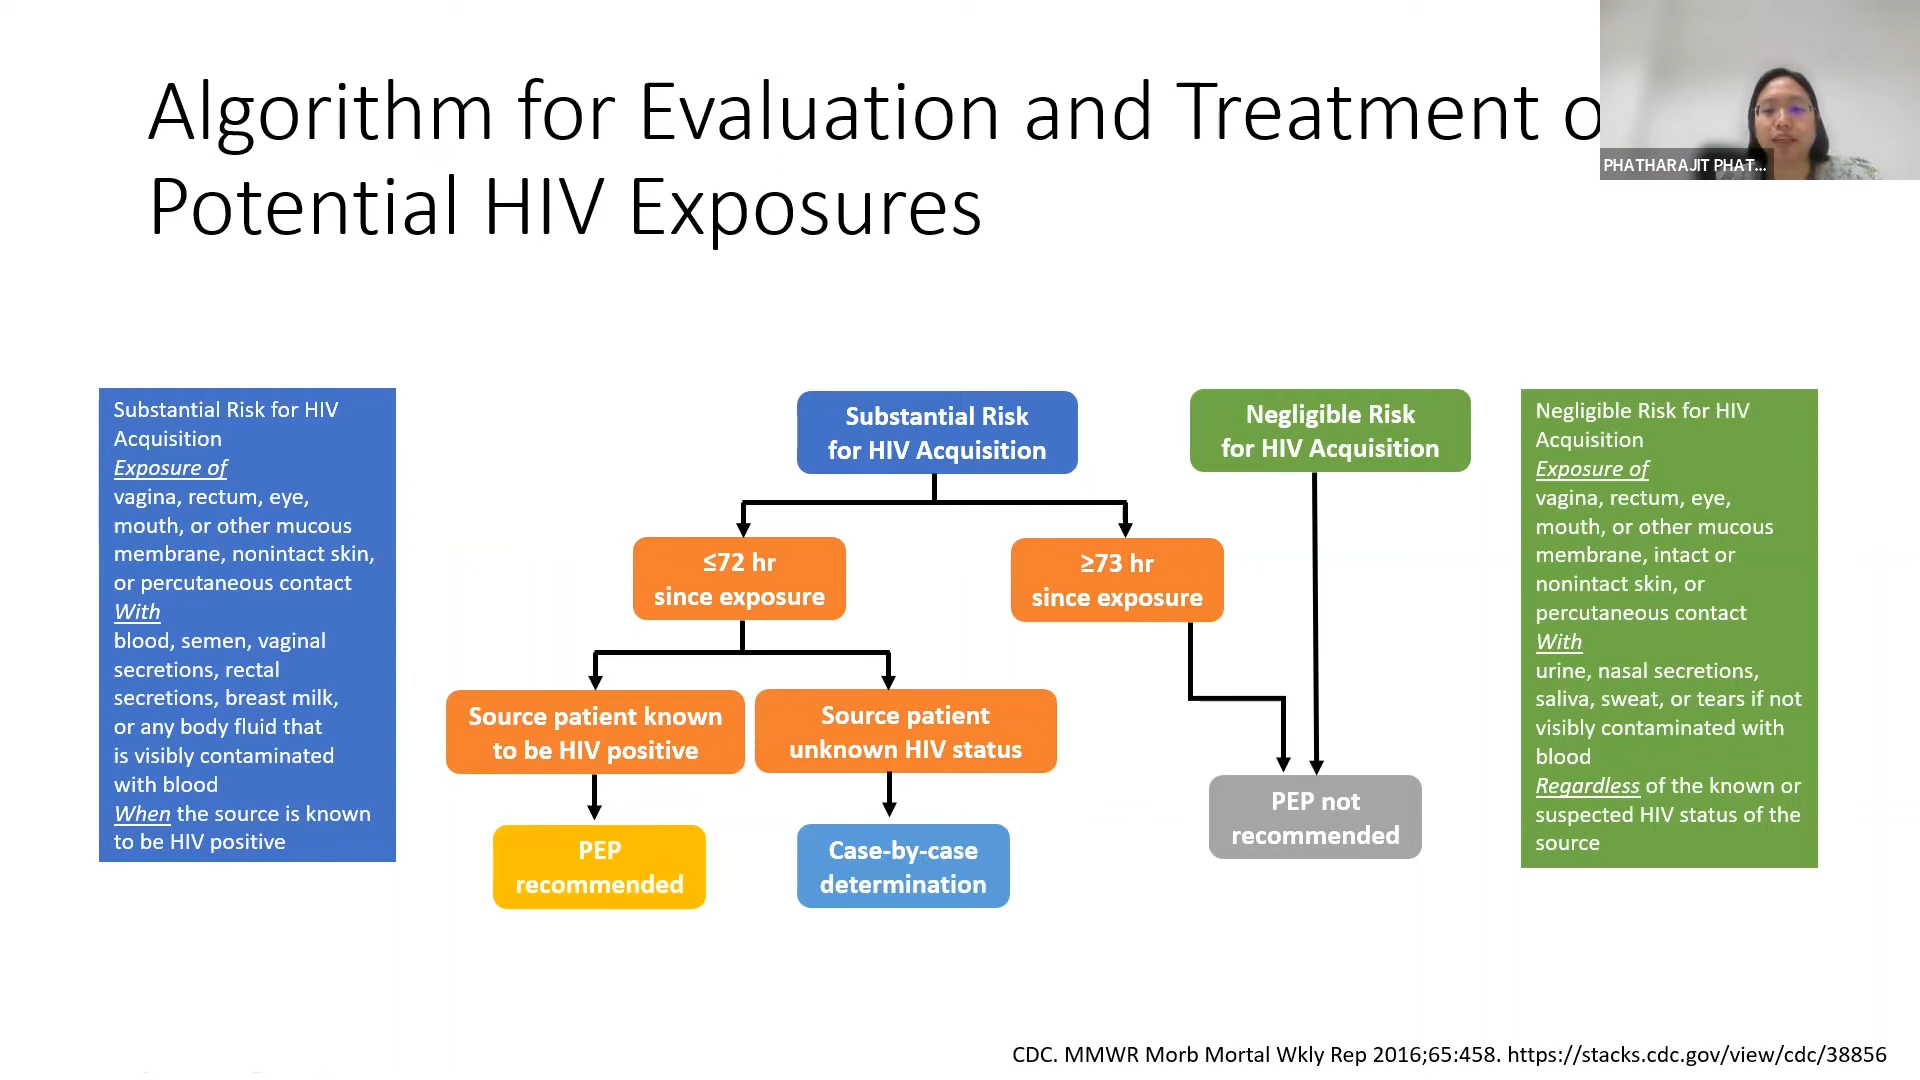 Algorithm for Evaluation and Treatment o
Potential HIV Exposures
PHATHARAJIT PHAT...
Substantial Risk for HIV
Acquisition
Exposure of
vagina, rectum, eye,
mouth, or other mucous
membrane, nonintact skin,
or percutaneous contact
With
blood, semen, vaginal
secretions, rectal
secretions, breast milk,
or any body fluid that
is visibly contaminated
with blood
When the source is known
to be HIV positive
Substantial Risk
for HIV Acquisition
Negligible Risk
for HIV Acquisition
≤72 hr
since exposure
≥73 hr
since exposure
Source patient known
to be HIV positive
Source patient
unknown HIV status
PEP
recommended
Case-by-case
determination
PEP not
recommended
Negligible Risk for HIV
Acquisition
Exposure of
vagina, rectum, eye,
mouth, or other mucous
membrane, intact or
nonintact skin, or
percutaneous contact
With
urine, nasal secretions,
saliva, sweat, or tears if not
visibly contaminated with
blood
Regardless of the known or
suspected HIV status of the
source
CDC. MMWR Morb Mortal Wkly Rep 2016;65:458. https://stacks.cdc.gov/view/cdc/38856